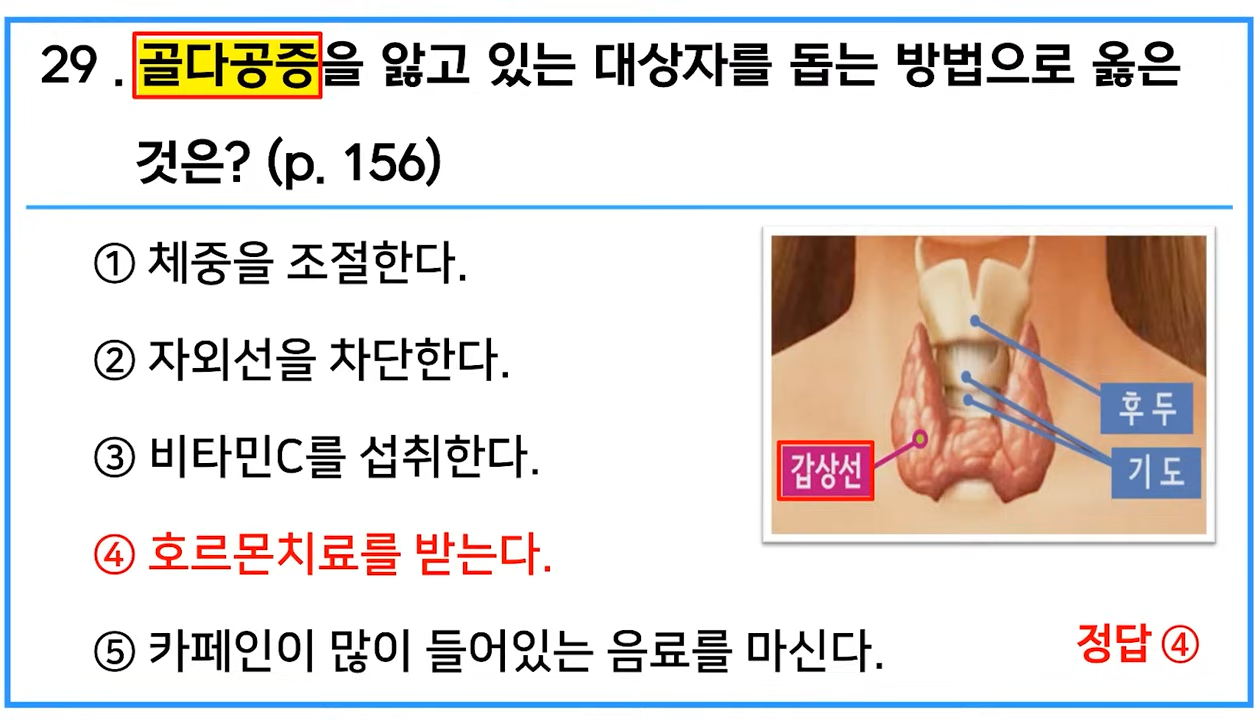 29 . 골다공증을 앓고 있는 대상자를 돕는 방법으로 옳은
것은? (p. 156)
① 체중을 조절한다.
② 자외선을 차단한다.
③ 비타민C를 섭취한다.
④ 호르몬치료를 받는다.
⑤ 카페인이 많이 들어있는 음료를 마신다.
후 두
갑상선
기 도
정답 ④